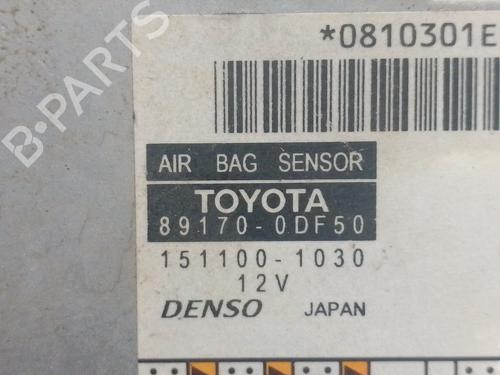 *0810301E
AIR BAG SENSOR
TOYOTA
89170-0DF50
151100-1030
12V
DENSO JAPAN
B-PARTS